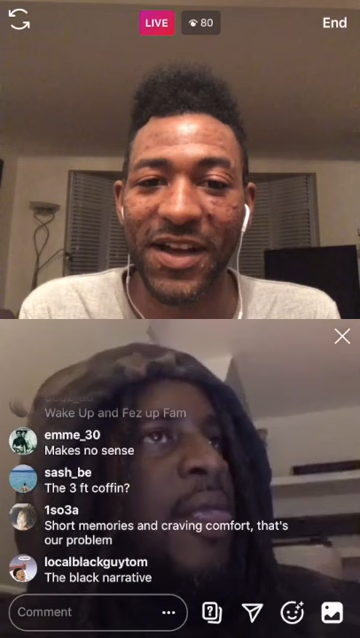 LIVE
80
End
Wake Up and Fez up Fam
emme_30
Makes no sense
sash_be
The 3 ft coffin?
1so3a
Short memories and craving comfort, that's
our problem
localblackguytom
The black narrative
Comment